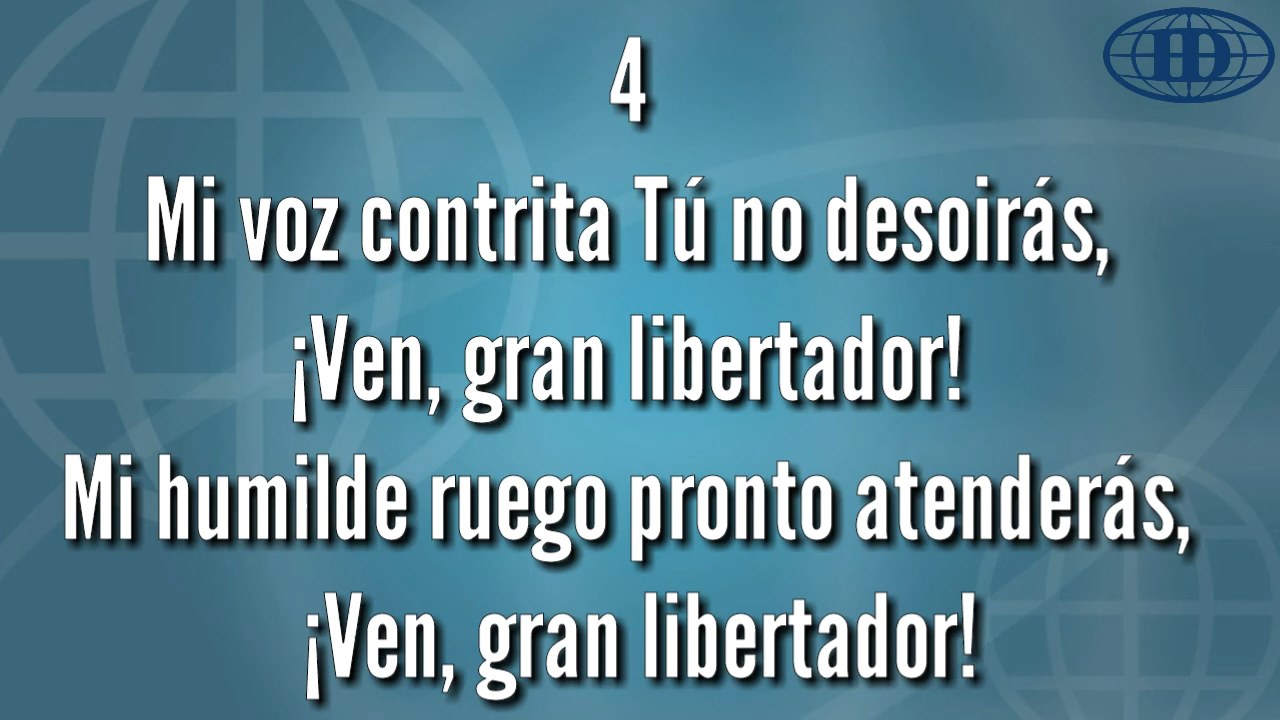 4
Mi voz contrita Tú no desoirás,
¡Ven, gran libertador!
Mi humilde ruego pronto atenderás,
¡Ven, gran libertador!